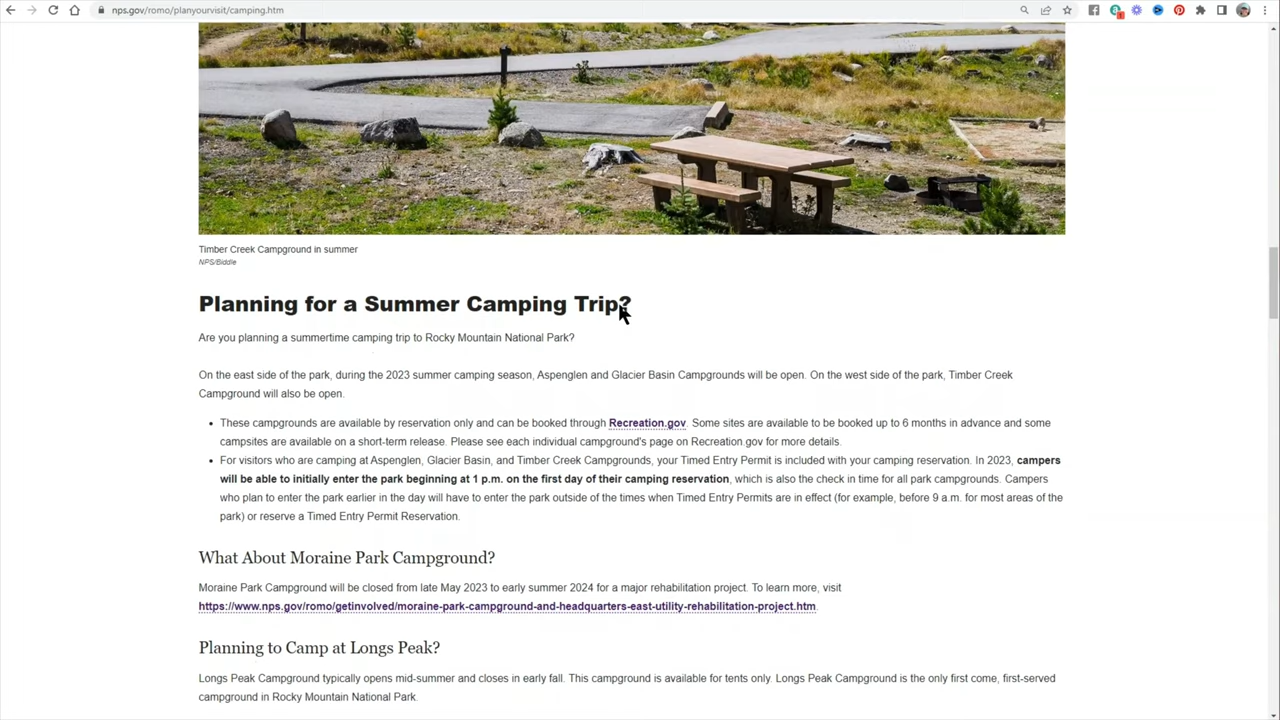 nps.gov/romo/planyourvisit/camping.htm
Timber Creek Campground in summer
NPS/Biddle
Planning for a Summer Camping Trip?
Are you planning a summertime camping trip to Rocky Mountain National Park?
On the east side of the park, during the 2023 summer camping season, Aspenglen and Glacier Basin Campgrounds will be open. On the west side of the park, Timber Creek
Campground will also be open.
These campgrounds are available by reservation only and can be booked through Recreation.gov. Some sites are available to be booked up to 6 months in advance and some
campsites are available on a short-term release. Please see each individual campground's page on Recreation.gov for more details.
For visitors who are camping at Aspenglen, Glacier Basin, and Timber Creek Campgrounds, your Timed Entry Permit is included with your camping reservation. In 2023, campers
will be able to initially enter the park beginning at 1 p.m. on the first day of their camping reservation, which is also the check in time for all park campgrounds. Campers
who plan to enter the park earlier in the day will have to enter the park outside of the times when Timed Entry Permits are in effect (for example, before 9 a.m. for most areas of the
park) or reserve a Timed Entry Permit Reservation.
What About Moraine Park Campground?
Moraine Park Campground will be closed from late May 2023 to early summer 2024 for a major rehabilitation project. To learn more, visit
https://www.nps.gov/romo/getinvolved/moraine-park-campground-and-headquarters-east-utility-rehabilitation-project.htm.
Planning to Camp at Longs Peak?
Longs Peak Campground typically opens mid-summer and closes in early fall. This campground is available for tents only. Longs Peak Campground is the only first come, first-served
campground in Rocky Mountain National Park.